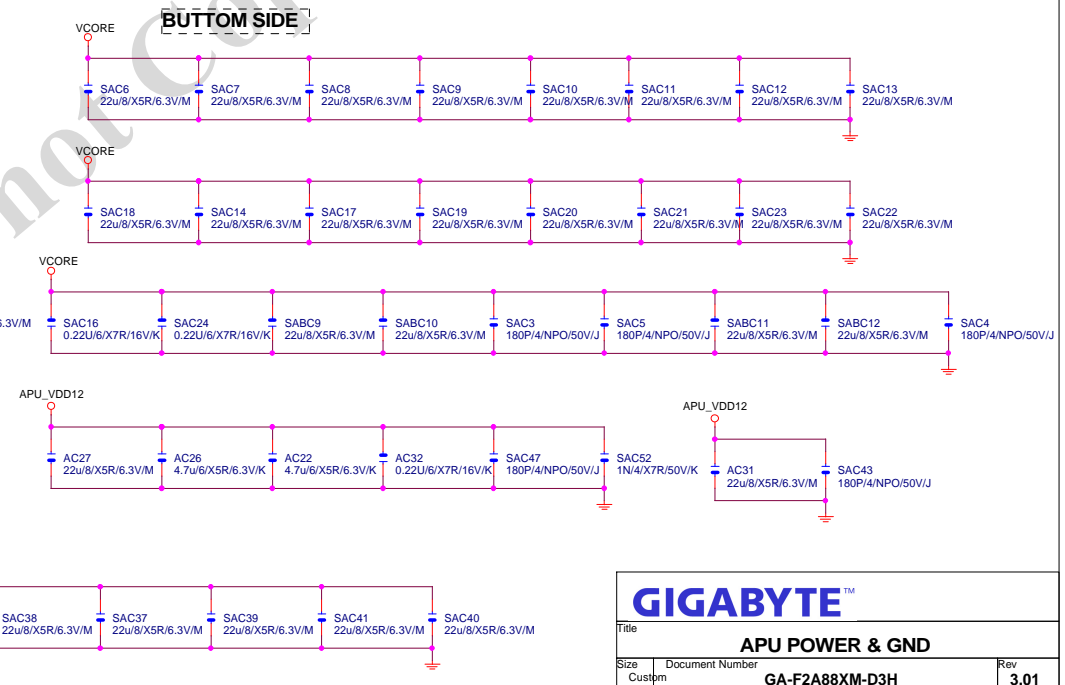 not Cop
BUTTOM SIDE
VCORE
SAC6 SAC7 SAC8 SAC9 SAC10 SAC11 SAC12 SAC13
22u/8/X5R/6.3V/M 22u/8/X5R/6.3V/M 22u/8/X5R/6.3V/M 22u/8/X5R/6.3V/M 22u/8/X5R/6.3V/M 22u/8/X5R/6.3V/M 22u/8/X5R/6.3V/M 22u/8/X5R/6.3V/M
VCORE
SAC18 SAC14 SAC17 SAC19 SAC20 SAC21 SAC23 SAC22
22u/8/X5R/6.3V/M 22u/8/X5R/6.3V/M 22u/8/X5R/6.3V/M 22u/8/X5R/6.3V/M 22u/8/X5R/6.3V/M 22u/8/X5R/6.3V/M 22u/8/X5R/6.3V/M 22u/8/X5R/6.3V/M
VCORE
.3V/M SAC16 SAC24 SABC9 SABC10 SAC3 SAC5 SABC11 SABC12 SAC4
0.22U/6/X7R/16V/K 0.22U/6/X7R/16V/K 22u/8/X5R/6.3V/M 22u/8/X5R/6.3V/M 180P/4/NPO/50V/J 180P/4/NPO/50V/J 22u/8/X5R/6.3V/M 22u/8/X5R/6.3V/M 180P/4/NPO/50V/J
APU_VDD12 APU_VDD12
AC27 AC26 AC22 AC32 SAC47 SAC52
22u/8/X5R/6.3V/M 4.7u/6/X5R/6.3V/K 4.7u/6/X5R/6.3V/K 0.22U/6/X7R/16V/K 180P/4/NPO/50V/J 1N/4/X7R/50V/K
AC31 SAC43
22u/8/X5R/6.3V/M 180P/4/NPO/50V/J
SAC38 SAC37 SAC39 SAC41 SAC40
22u/8/X5R/6.3V/M 22u/8/X5R/6.3V/M 22u/8/X5R/6.3V/M 22u/8/X5R/6.3V/M 22u/8/X5R/6.3V/M
GIGABYTE™
Title
APU POWER & GND
Size Document Number Rev
Custom GA-F2A88XM-D3H 3.01